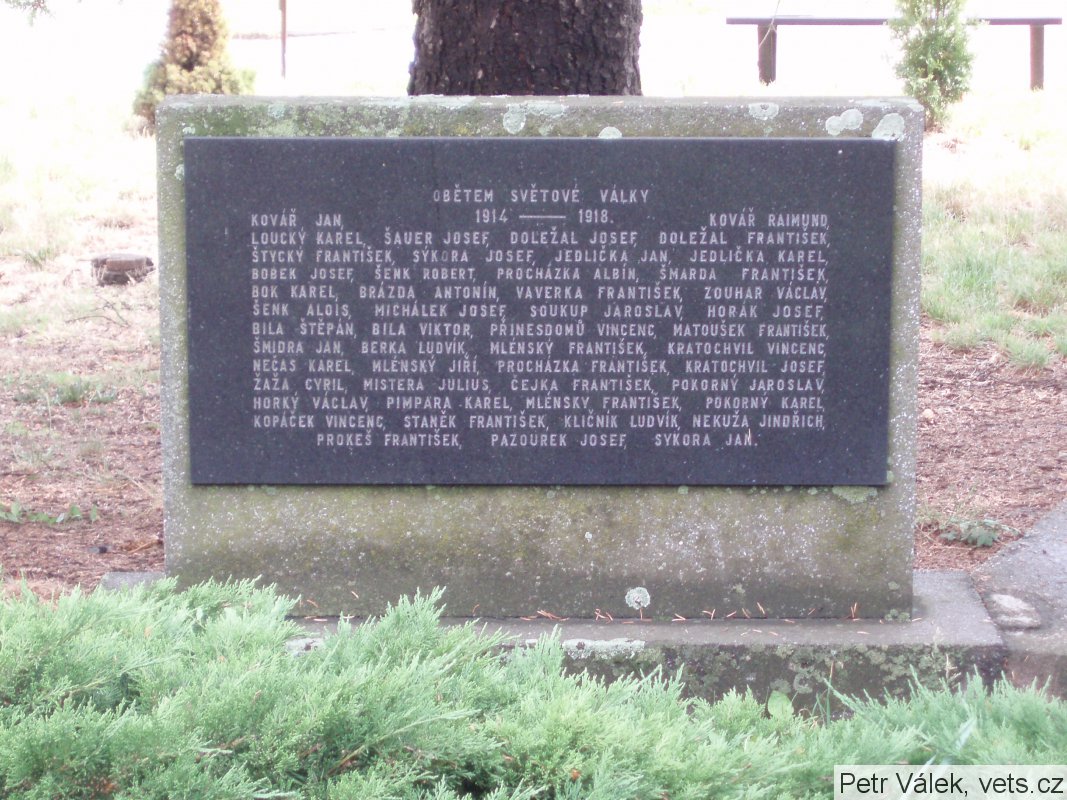 OBĚTEM SVĚTOVÉ VÁLKY
1914 — 1918.
KOVÁŘ JAN, KOVÁŘ RAIMUND,
LOUCKÝ KAREL, ŠAUER JOSEF, DOLEŽAL JOSEF, DOLEŽAL FRANTIŠEK,
ŠTYCKÝ FRANTIŠEK, SÝKORA JOSEF, JEDLIČKA JAN, JEDLIČKA KAREL,
BOBEK JOSEF, ŠENK ROBERT, PROCHÁZKA ALBÍN, ŠMARDA FRANTIŠEK,
BOK KAREL, BRÁZDA ANTONÍN, VAVERKA FRANTIŠEK, ZOUHAR VÁCLAV,
ŠENK ALOIS, MICHÁLEK JOSEF, SOUKUP JAROSLAV, HORÁK JOSEF,
BILA ŠTĚPÁN, BILA VIKTOR, PŘINESDOMŮ VINCENC, MATOUŠEK FRANTIŠEK,
ŠMIDRA JAN, BERKA LUDVÍK, MLÉNSKÝ FRANTIŠEK, KRATOCHVIL VINCENC,
NEČAS KAREL, MLÉNSKÝ JIŘÍ, PROCHÁZKA FRANTIŠEK, KRATOCHVIL JOSEF,
ŽAŽA CYRIL, MISTERA JULIUS, ČEJKA FRANTIŠEK, POKORNÝ JAROSLAV,
HORKÝ VÁCLAV, PIMPARA KAREL, MLÉNSKÝ FRANTIŠEK, POKORNÝ KAREL,
KOPÁČEK VINCENC, STANĚK FRANTIŠEK, KLIČNÍK LUDVÍK, NEKUŽA JINDŘICH,
PROKEŠ FRANTIŠEK, PAZOUREK JOSEF, SÝKORA JAN.
Petr Válek, vets.cz